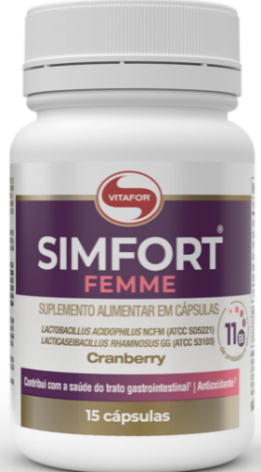 VITAFOR
SIMFORT®
FEMME
SUPLEMENTO ALIMENTAR EM CÁPSULAS
LACTOBACILLUS ACIDOPHILUS NCFM (ATCC SD5221)
LACTICASEIBACILLUS RHAMNOSUS GG (ATCC 53103)
Cranberry
11
Contribui com a saúde do trato gastrointestinal | Antioxidante
15 cápsulas